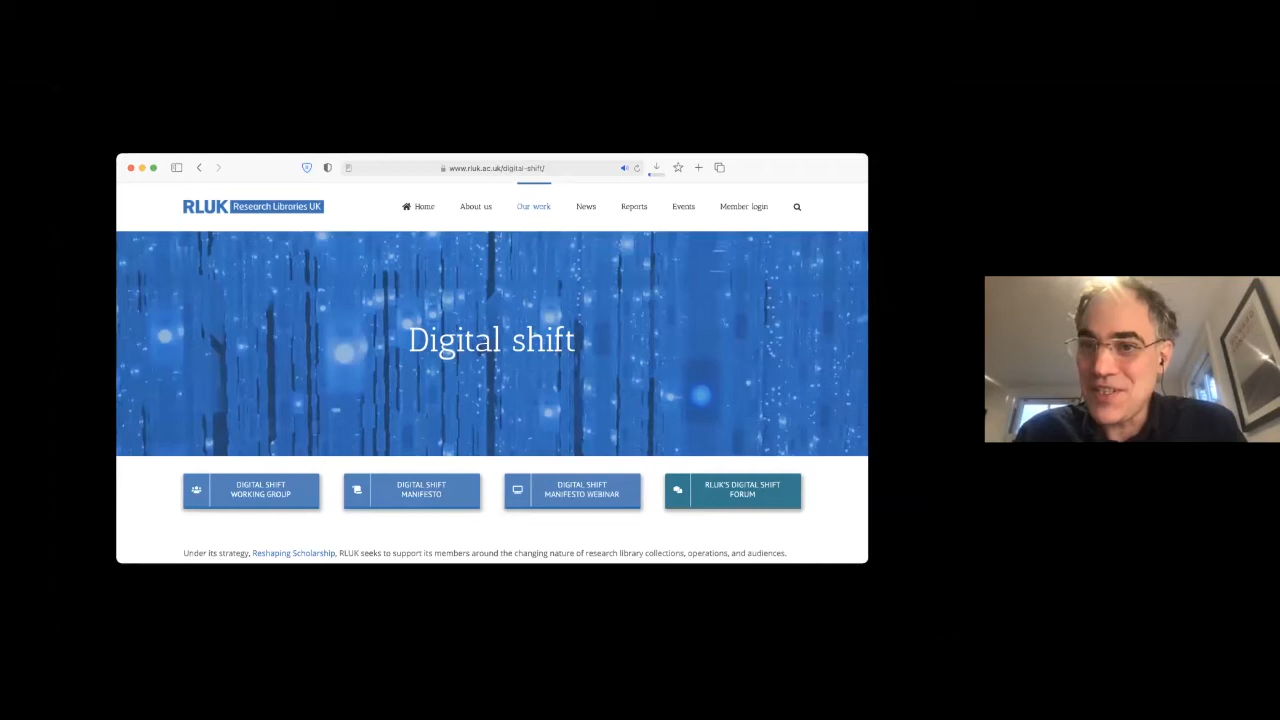 www.rluk.ac.uk/digital-shift/
RLUK Research Libraries UK
Home About us Our work News Reports Events Member login
Digital shift
DIGITAL SHIFT
WORKING GROUP
DIGITAL SHIFT
MANIFESTO
DIGITAL SHIFT
MANIFESTO WEBINAR
RLUK'S DIGITAL SHIFT
FORUM
Under its strategy, Reshaping Scholarship, RLUK seeks to support its members around the changing nature of research library collections, operations, and audiences.